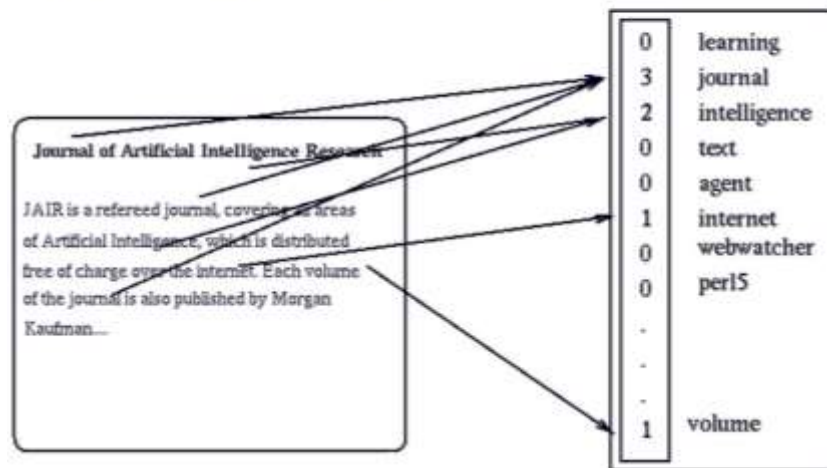 Journal of Artificial Intelligence Research
JAIR is a refereed journal, covering all areas
of Artificial Intelligence, which is distributed
free of charge over the internet. Each volume
of the journal is also published by Morgan
Kaufman....
0 learning
3 journal
2 intelligence
0 text
0 agent
1 internet
0 webwatcher
0 perl5
.
.
.
1 volume